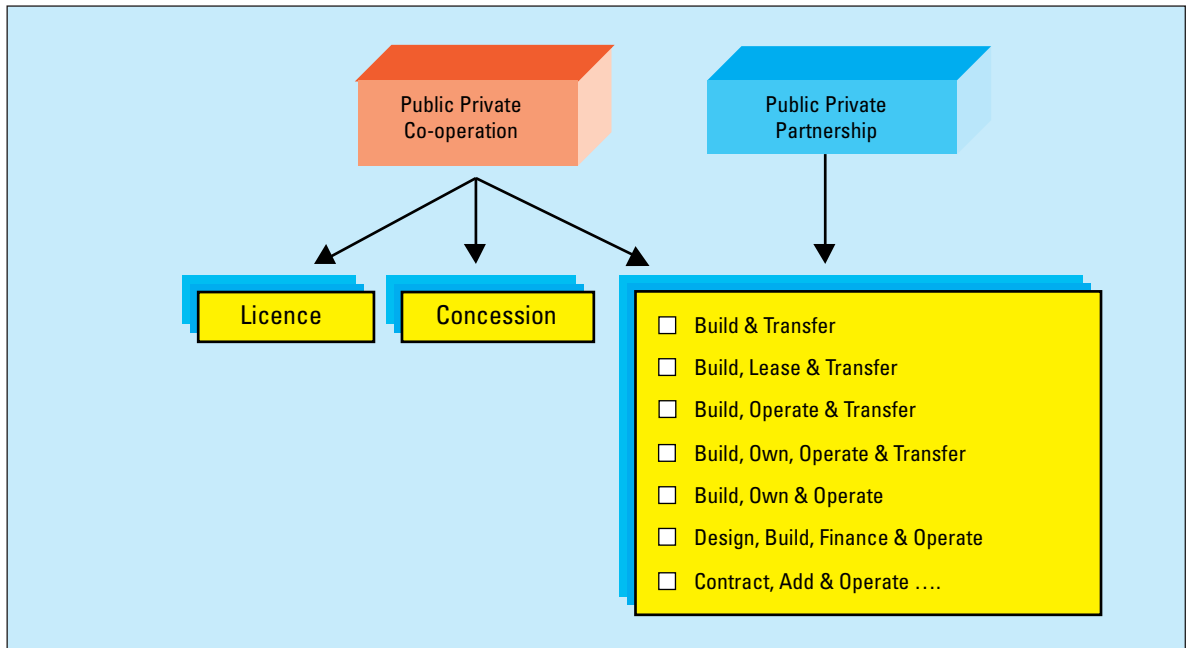 Public Private
Co-operation
Public Private
Partnership
Licence
Concession
Build & Transfer
Build, Lease & Transfer
Build, Operate & Transfer
Build, Own, Operate & Transfer
Build, Own & Operate
Design, Build, Finance & Operate
Contract, Add & Operate ….